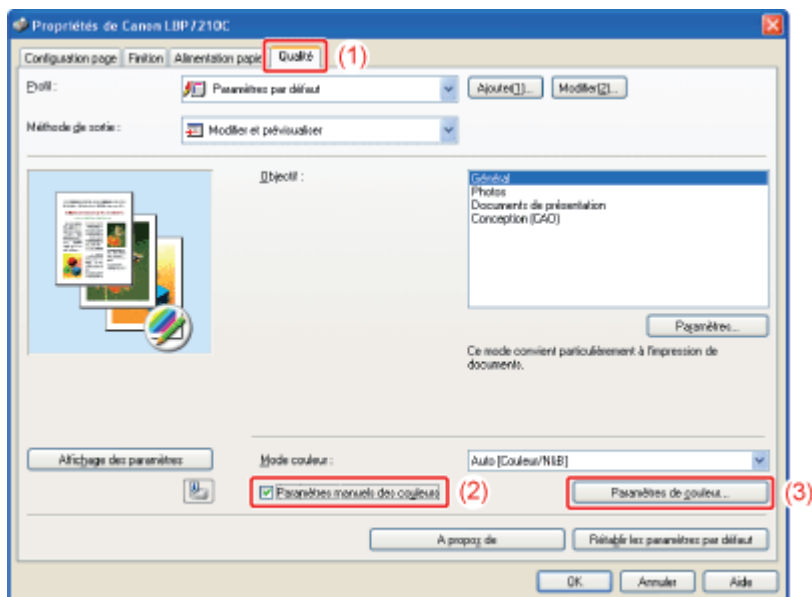 Propriétés de Canon LBP7210C
Configuration page Finition Alimentation papier Qualité (1)
Profil : Paramètres par défaut Ajouter(1)... Modifier(2)...
Méthode de sortie : Modifier et prévisualiser
Objectif :
Général
Photos
Documents de présentation
Conception (CAO)
Paramètres...
Ce mode convient particulièrement à l'impression de
documents.
Affichage des paramètres
Mode couleur : Auto [Couleur/N&B]
Paramètres manuels des couleurs (2) Paramètres de couleur... (3)
A propos de Rétablir les paramètres par défaut
OK Annuler Aide